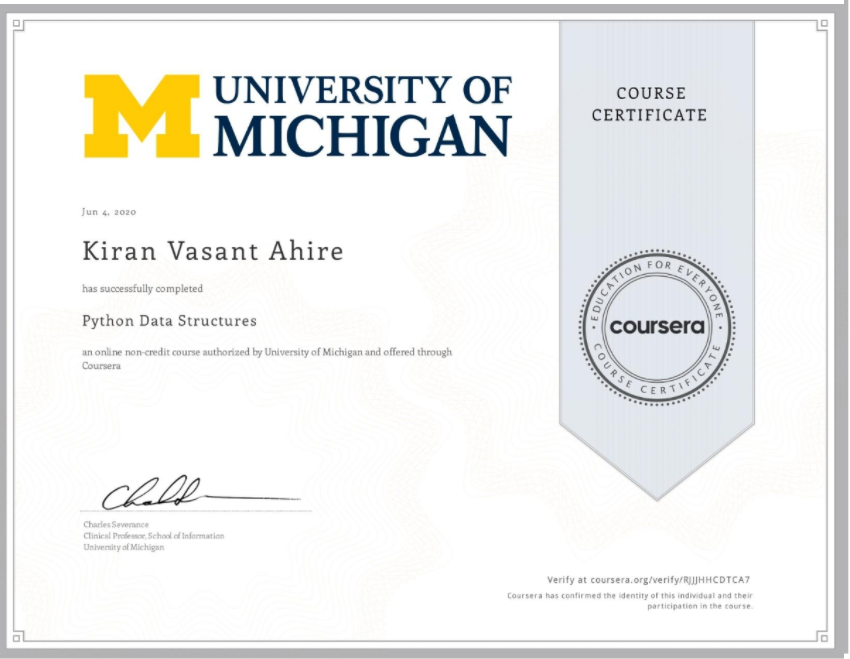 UNIVERSITY OF
MICHIGAN
COURSE
CERTIFICATE
Jun 4, 2020
Kiran Vasant Ahire
has successfully completed
Python Data Structures
an online non-credit course authorized by University of Michigan and offered through
Coursera
EDUCATION FOR EVERYONE
coursera
COURSE CERTIFICATE
Charles Severance
Clinical Professor, School of Information
University of Michigan
Verify at coursera.org/verify/RJJJHHCDTCA7
Coursera has confirmed the identity of this individual and their
participation in the course.